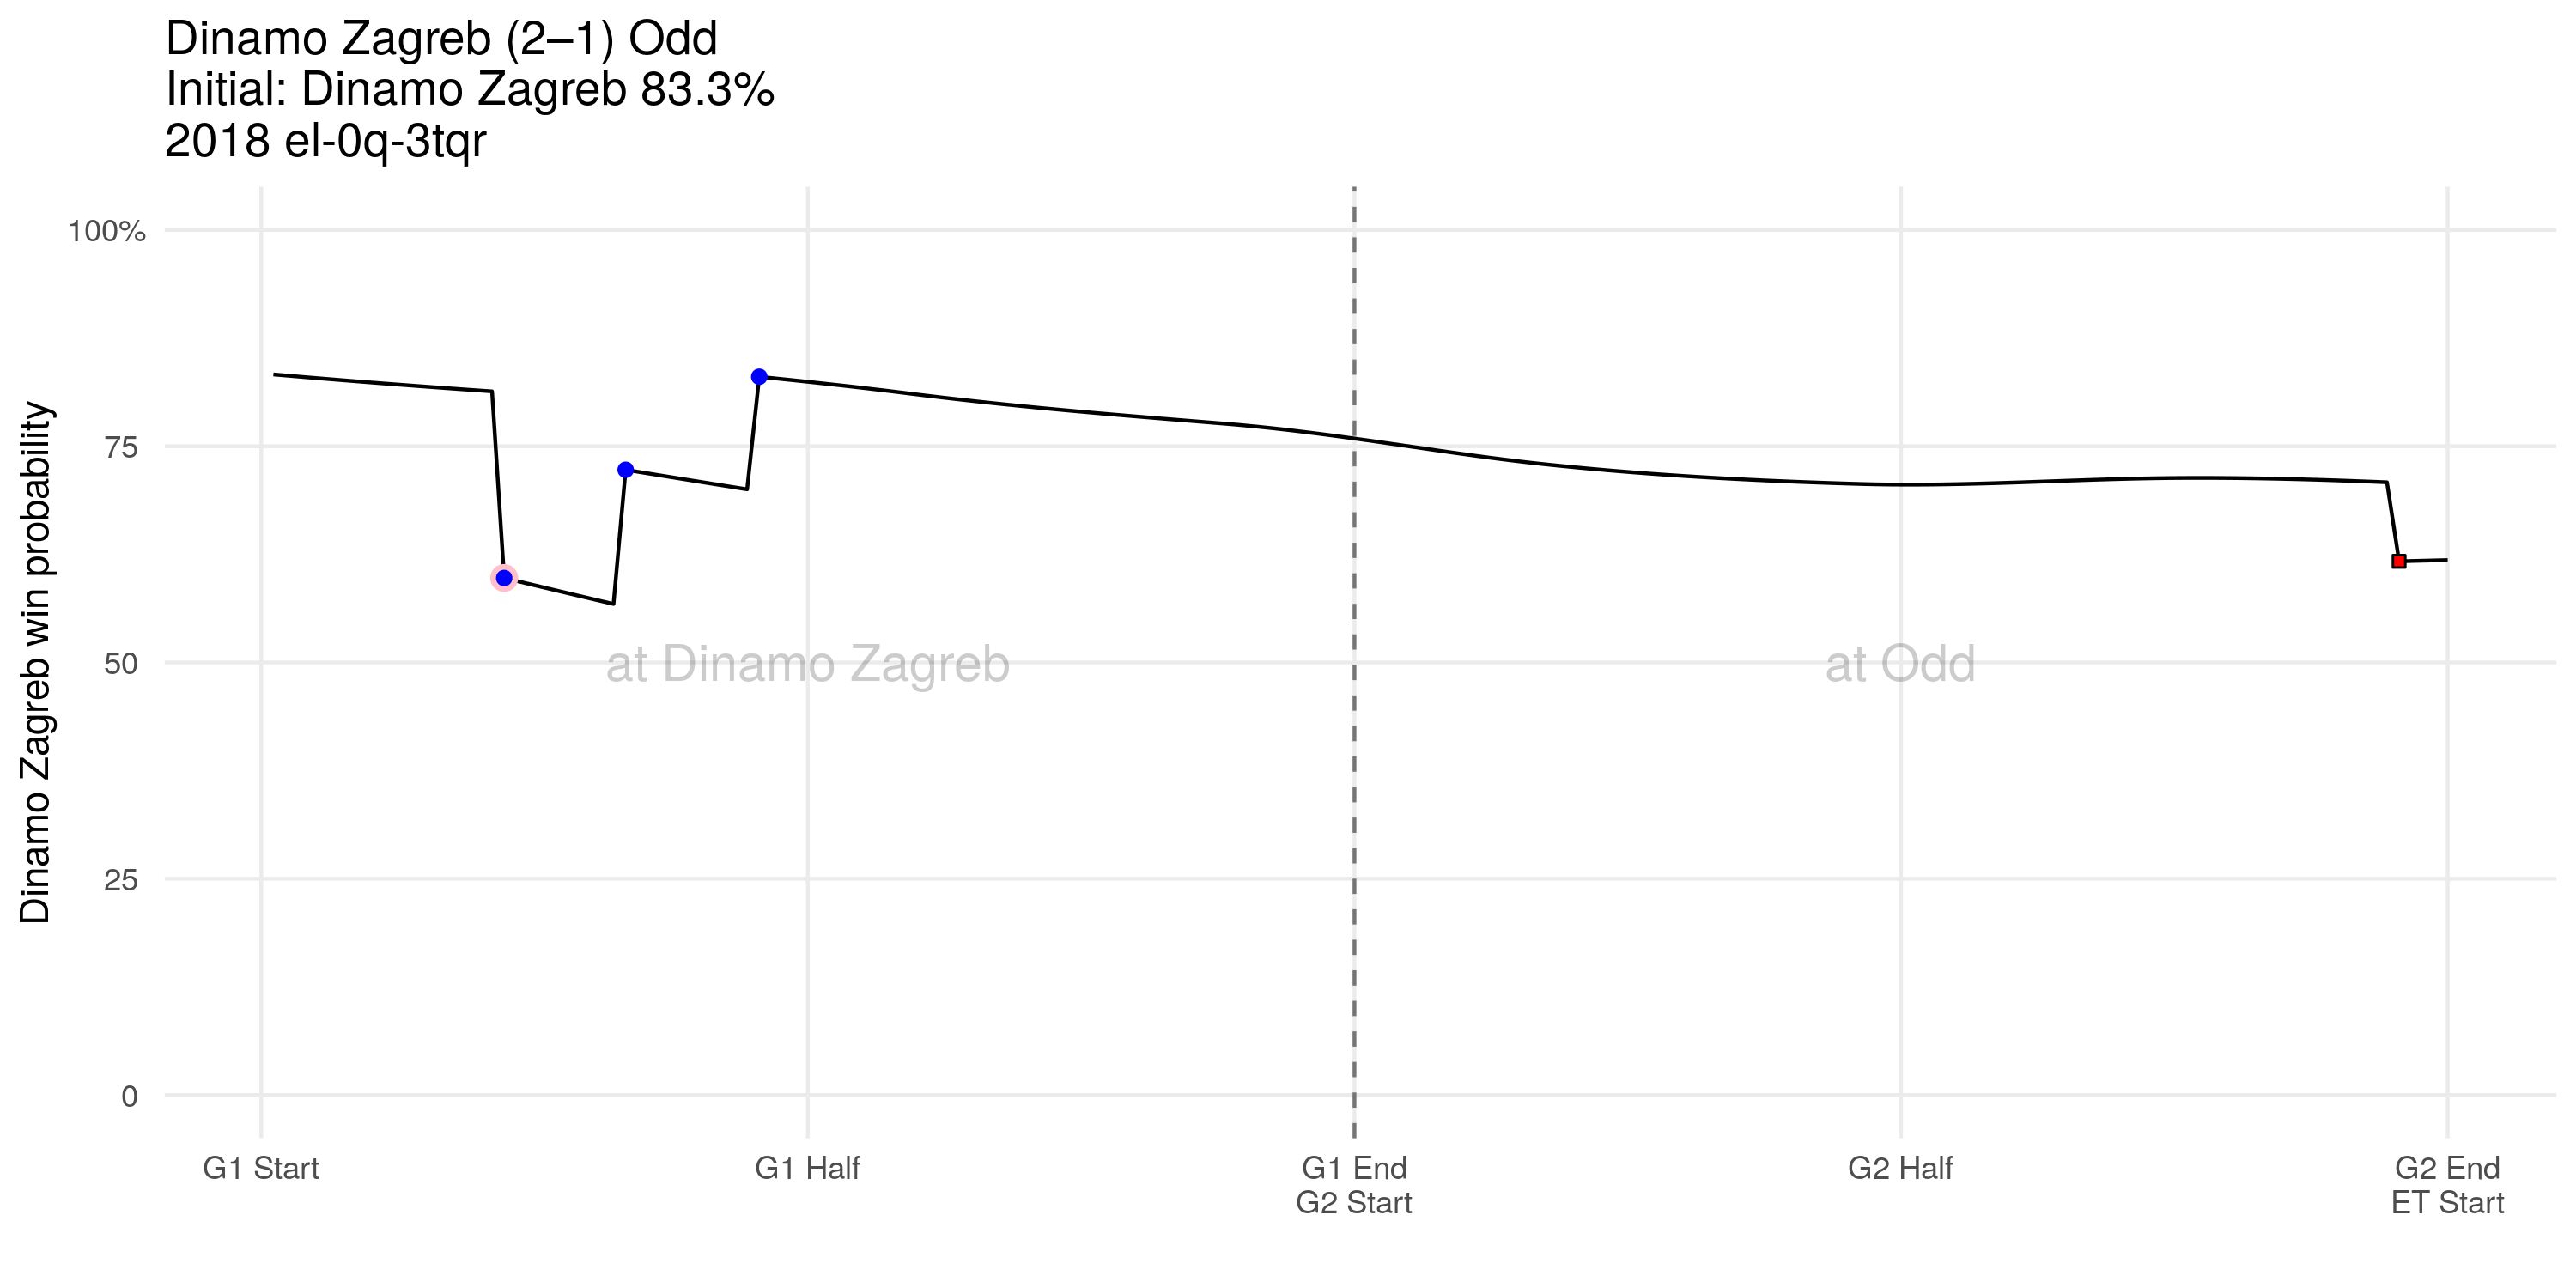 Dinamo Zagreb (2–1) Odd
Initial: Dinamo Zagreb 83.3%
2018 el-0q-3tqr
Dinamo Zagreb win probability
100%
75
50
25
0
at Dinamo Zagreb
at Odd
G1 Start
G1 Half
G1 End
G2 Start
G2 Half
G2 End
ET Start